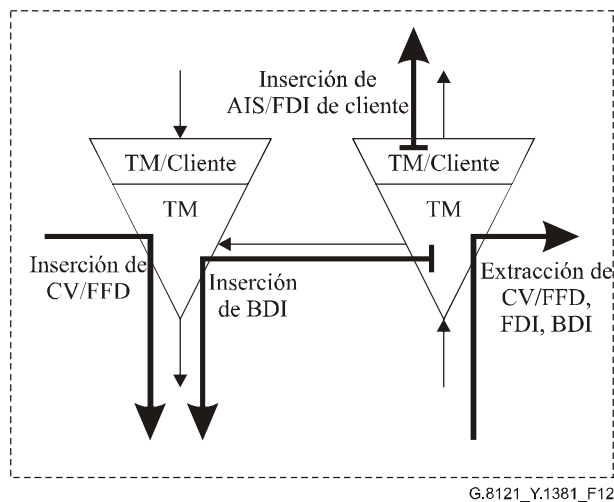 Inserción de
AIS/FDI de cliente
TM/Cliente
TM
TM/Cliente
TM
Inserción de
CV/FFD
Inserción
de BDI
Extracción de
CV/FFD,
FDI, BDI
G.8121_Y.1381_F12